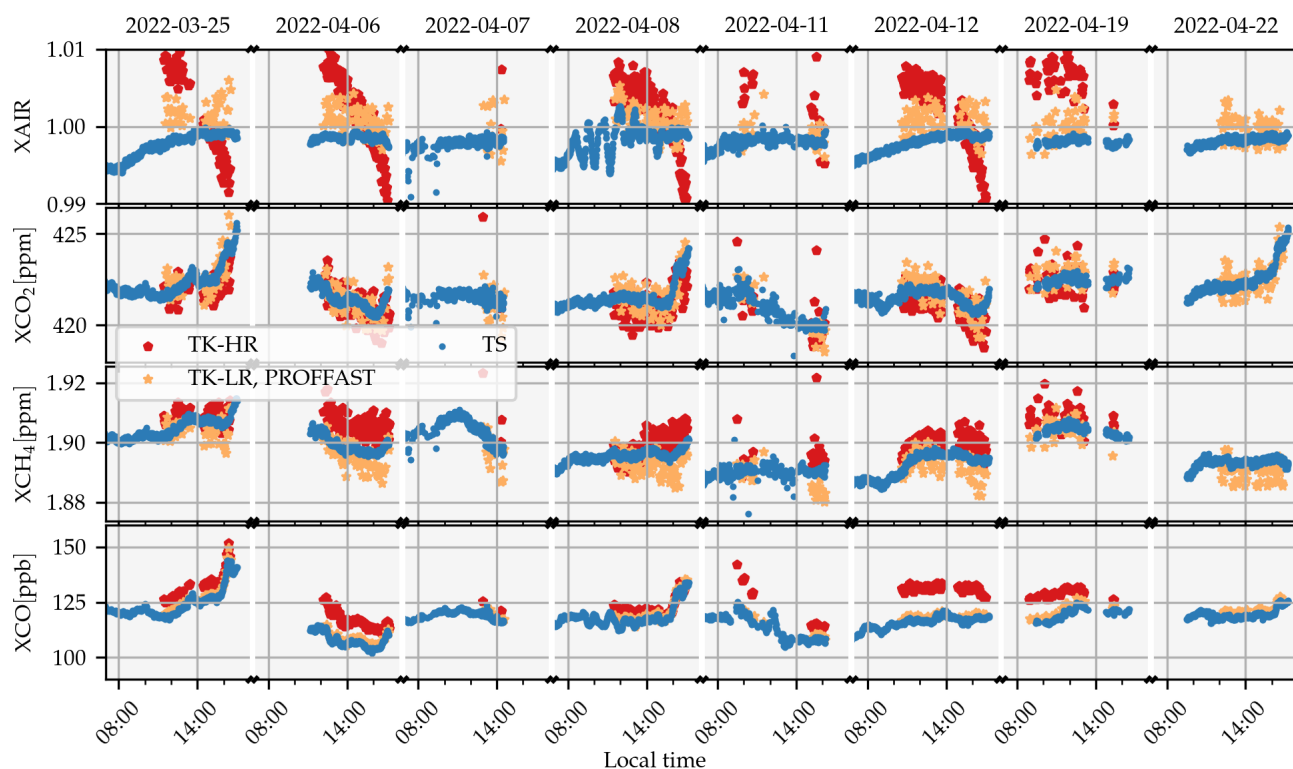 2022-03-25 2022-04-06 2022-04-07 2022-04-08 2022-04-11 2022-04-12 2022-04-19 2022-04-22
1.01
1.00
0.99
XAIR
425
420
XCO2[ppm]
TK-HR TS
TK-LR, PROFFAST
1.92
1.90
1.88
XCH4[ppm]
150
125
100
XCO[ppb]
08:00 14:00 08:00 14:00 08:00 14:00 08:00 14:00 08:00 14:00 08:00 14:00 08:00 14:00 08:00 14:00
Local time